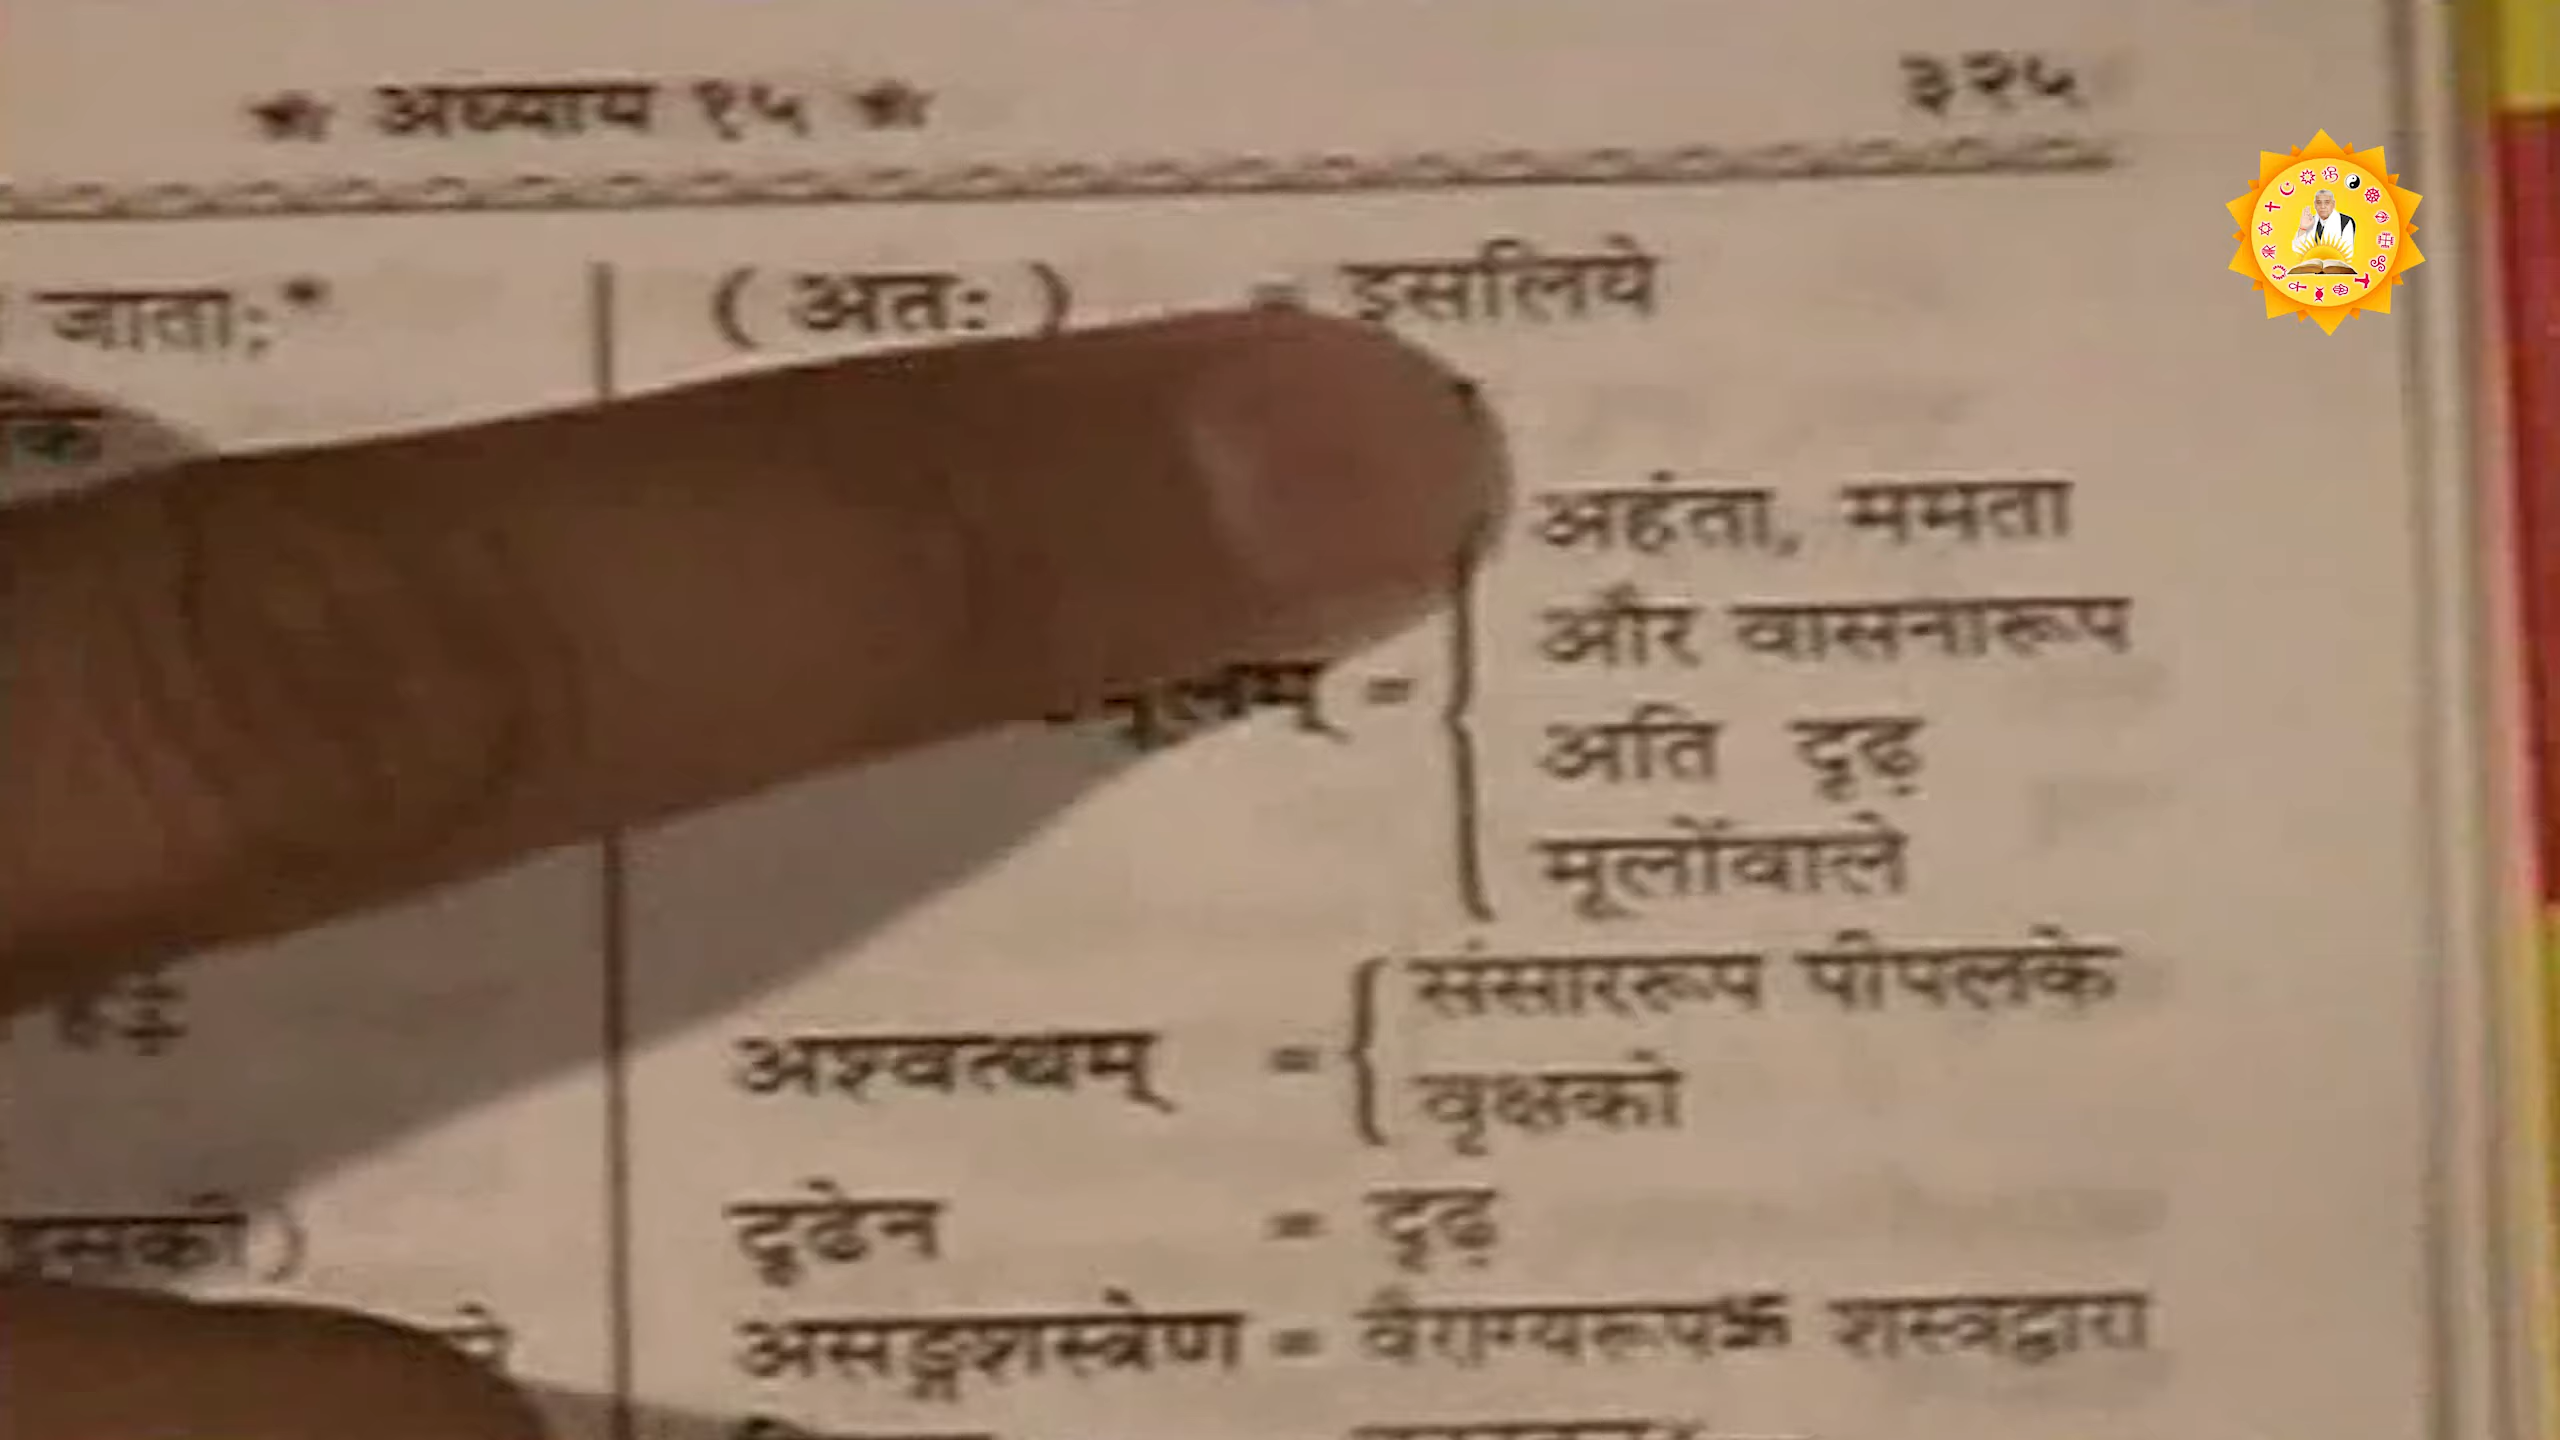 ★ अध्याय १५ ★
३२५
जाताः*
( अतः ) = इसलिये
अहंता, ममता
और वासनारूप
अति दृढ़
मूलोंवाले
=
अश्वत्थम् =
संसाररूप पीपलके
वृक्षको
दृढेन = दृढ़
असङ्गशस्त्रेण = वैराग्यरूप शस्त्रद्वारा